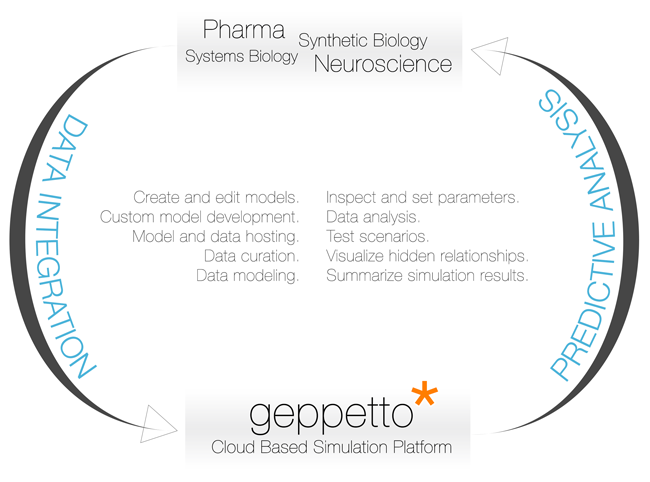 Pharma
Synthetic Biology
Systems Biology
Neuroscience
DATA INTEGRATION
PREDICTIVE ANALYSIS
Create and edit models.
Custom model development.
Model and data hosting.
Data curation.
Data modeling.
Inspect and set parameters.
Data analysis.
Test scenarios.
Visualize hidden relationships.
Summarize simulation results.
geppetto*
Cloud Based Simulation Platform